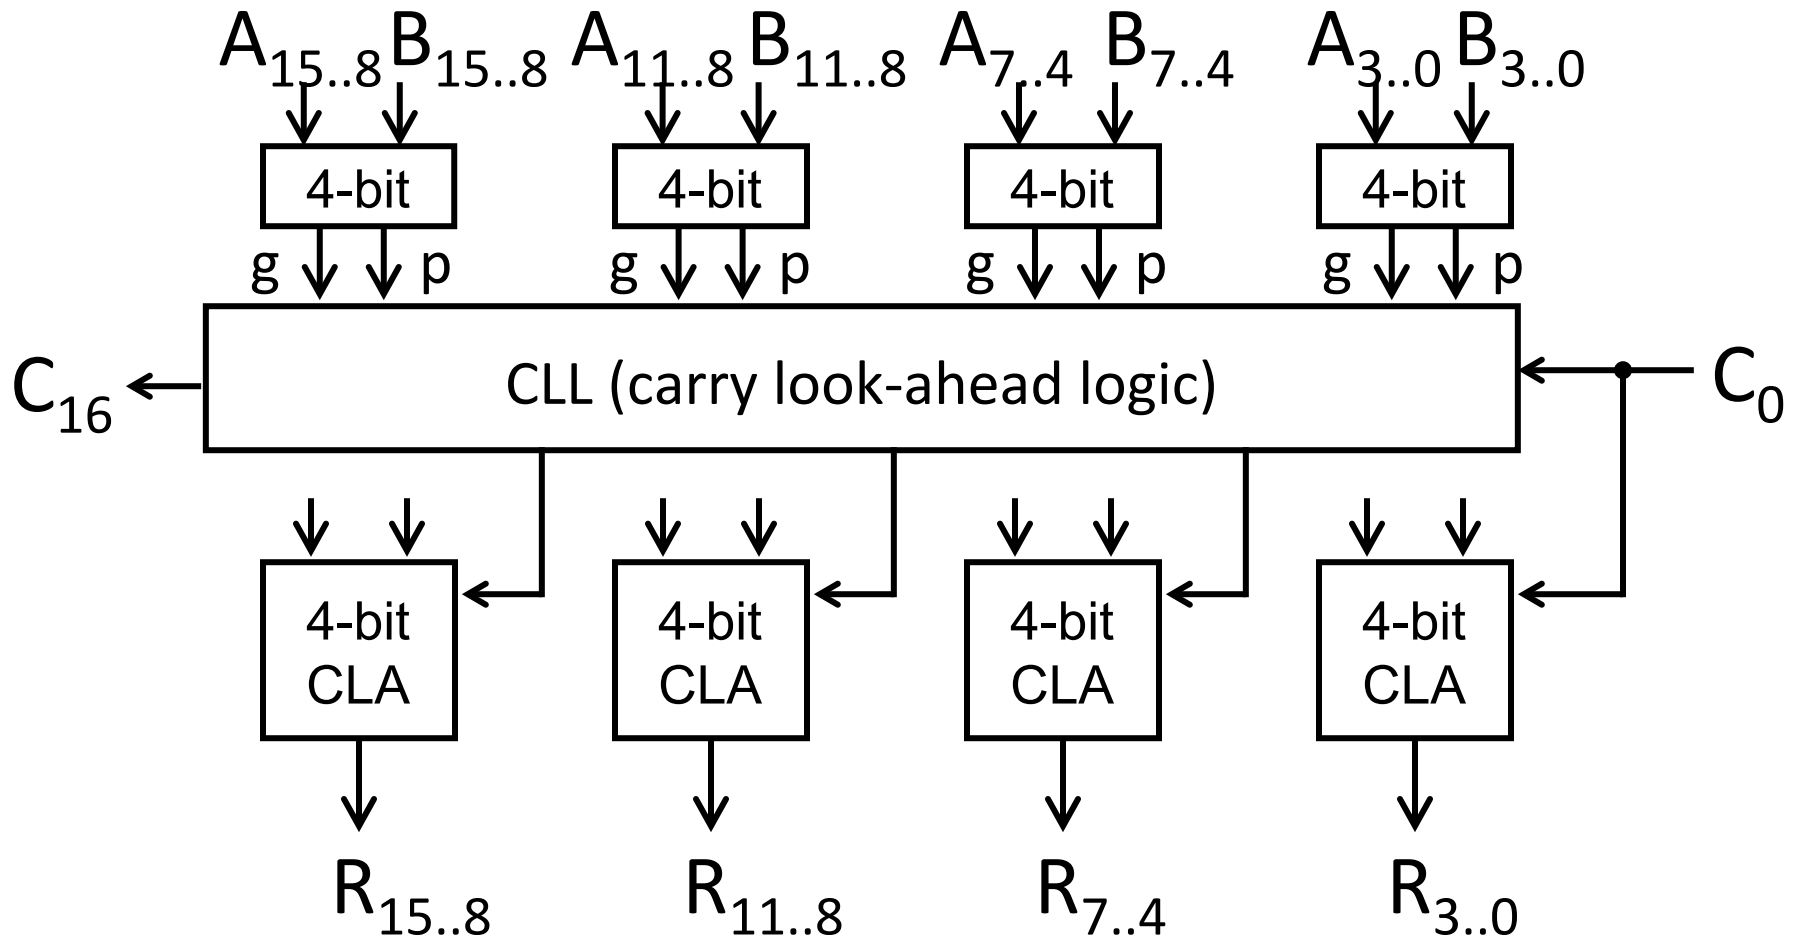 A15..8 B15..8 A11..8 B11..8 A7..4 B7..4 A3..0 B3..0
4-bit 4-bit 4-bit 4-bit
g p g p g p g p
C16 CLL (carry look-ahead logic) C0
4-bit 4-bit 4-bit 4-bit
CLA CLA CLA CLA
R15..8 R11..8 R7..4 R3..0